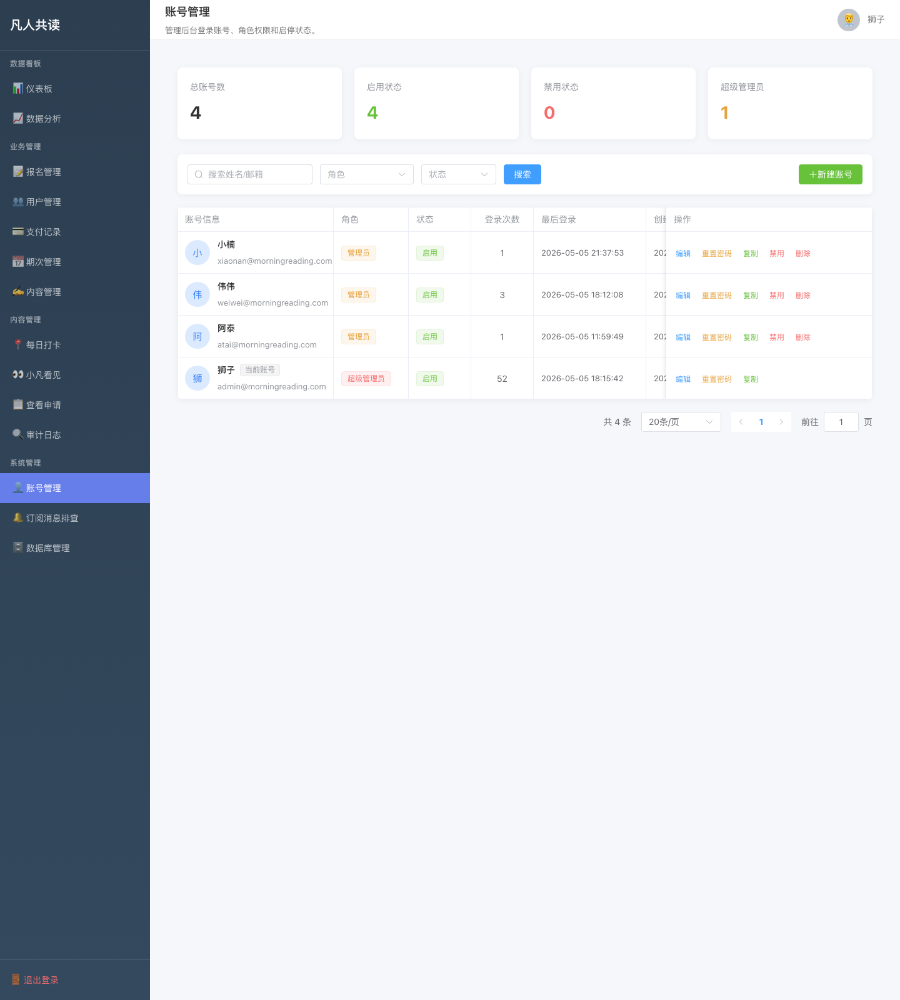 凡人共读
数据看板
仪表板
数据分析
业务管理
报名管理
用户管理
支付记录
期次管理
内容管理
内容管理
每日打卡
小凡看见
查看申请
审计日志
系统管理
账号管理
订阅消息排查
数据库管理
退出登录
账号管理
管理后台登录账号、角色权限和启停状态。
狮子
总账号数
4
启用状态
4
禁用状态
0
超级管理员
1
搜索姓名/邮箱 角色 状态 搜索 +新建账号
账号信息 角色 状态 登录次数 最后登录 创建 操作
小 小楠 xiaonan@morningreading.com 管理员 启用 1 2026-05-05 21:37:53 202 编辑 重置密码 复制 禁用 删除
伟 伟伟 weiwei@morningreading.com 管理员 启用 3 2026-05-05 18:12:08 202 编辑 重置密码 复制 禁用 删除
阿 阿泰 atai@morningreading.com 管理员 启用 1 2026-05-05 11:59:49 202 编辑 重置密码 复制 禁用 删除
狮 狮子 当前账号 admin@morningreading.com 超级管理员 启用 52 2026-05-05 18:15:42 202 编辑 重置密码 复制
共 4 条 20条/页 1 前往 1 页